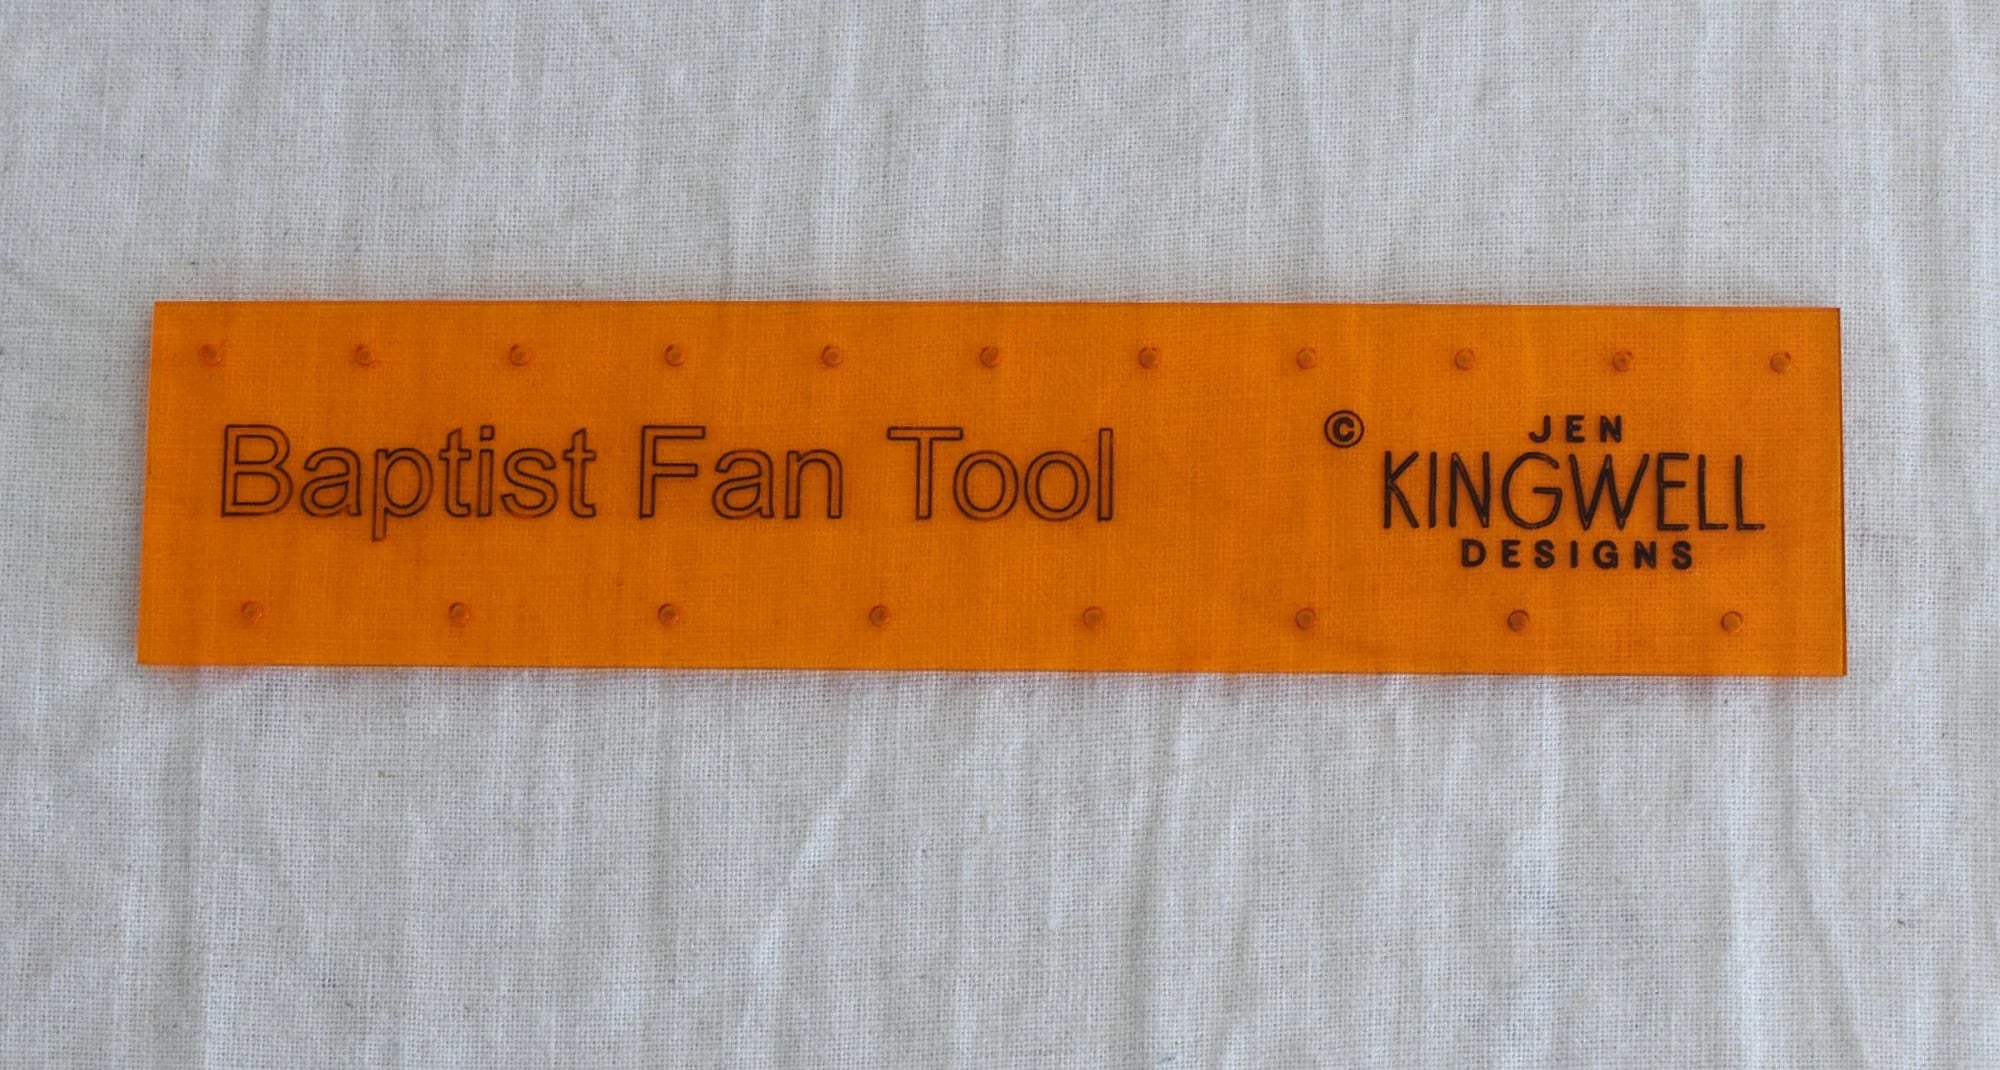 Baptist Fan Tool
©
JEN
KINGWELL
DESIGNS